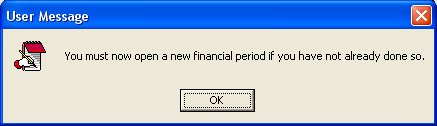 User Message
You must now open a new financial period if you have not already done so.
OK